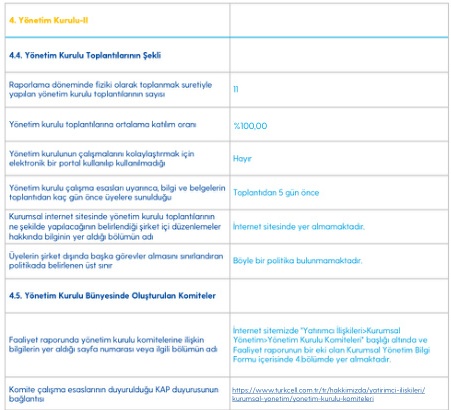 4. Yönetim Kurulu-II
4.4. Yönetim Kurulu Toplantılarının Şekli
Raporlama döneminde fiziki olarak toplanmak suretiyle
yapılan yönetim kurulu toplantılarının sayısı
11
Yönetim kurulu toplantılarına ortalama katılım oranı
%100,00
Yönetim kurulunun çalışmalarını kolaylaştırmak için
elektronik bir portal kullanılıp kullanılmadığı
Hayır
Yönetim kurulu çalışma esasları uyarınca, bilgi ve belgelerin
toplantıdan kaç gün önce üyelere sunulduğu
Toplantıdan 5 gün önce
Kurumsal internet sitesinde yönetim kurulu toplantılarının
ne şekilde yapılacağının belirlendiği şirket içi düzenlemeler
hakkında bilginin yer aldığı bölümün adı
İnternet sitesinde yer almamaktadır.
Üyelerin şirket dışında başka görevler almasını sınırlandıran
politikada belirlenen üst sınır
Böyle bir politika bulunmamaktadır.
4.5. Yönetim Kurulu Bünyesinde Oluşturulan Komiteler
Faaliyet raporunda yönetim kurulu komitelerine ilişkin
bilgilerin yer aldığı sayfa numarası veya ilgili bölümün adı
İnternet sitemizde "Yatırımcı İlişkileri>Kurumsal
Yönetim>Yönetim Kurulu Komiteleri" başlığı altında ve
Faaliyet raporunun bir eki olan Kurumsal Yönetim Bilgi
Formu içerisinde 4.bölümde yer almaktadır.
Komite çalışma esaslarının duyurulduğu KAP duyurusunun
bağlantısı
https://www.turkcell.com.tr/tr/hakkimizda/yatirimci-iliskileri/
kurumsal-yonetim/yonetim-kurulu-komiteleri